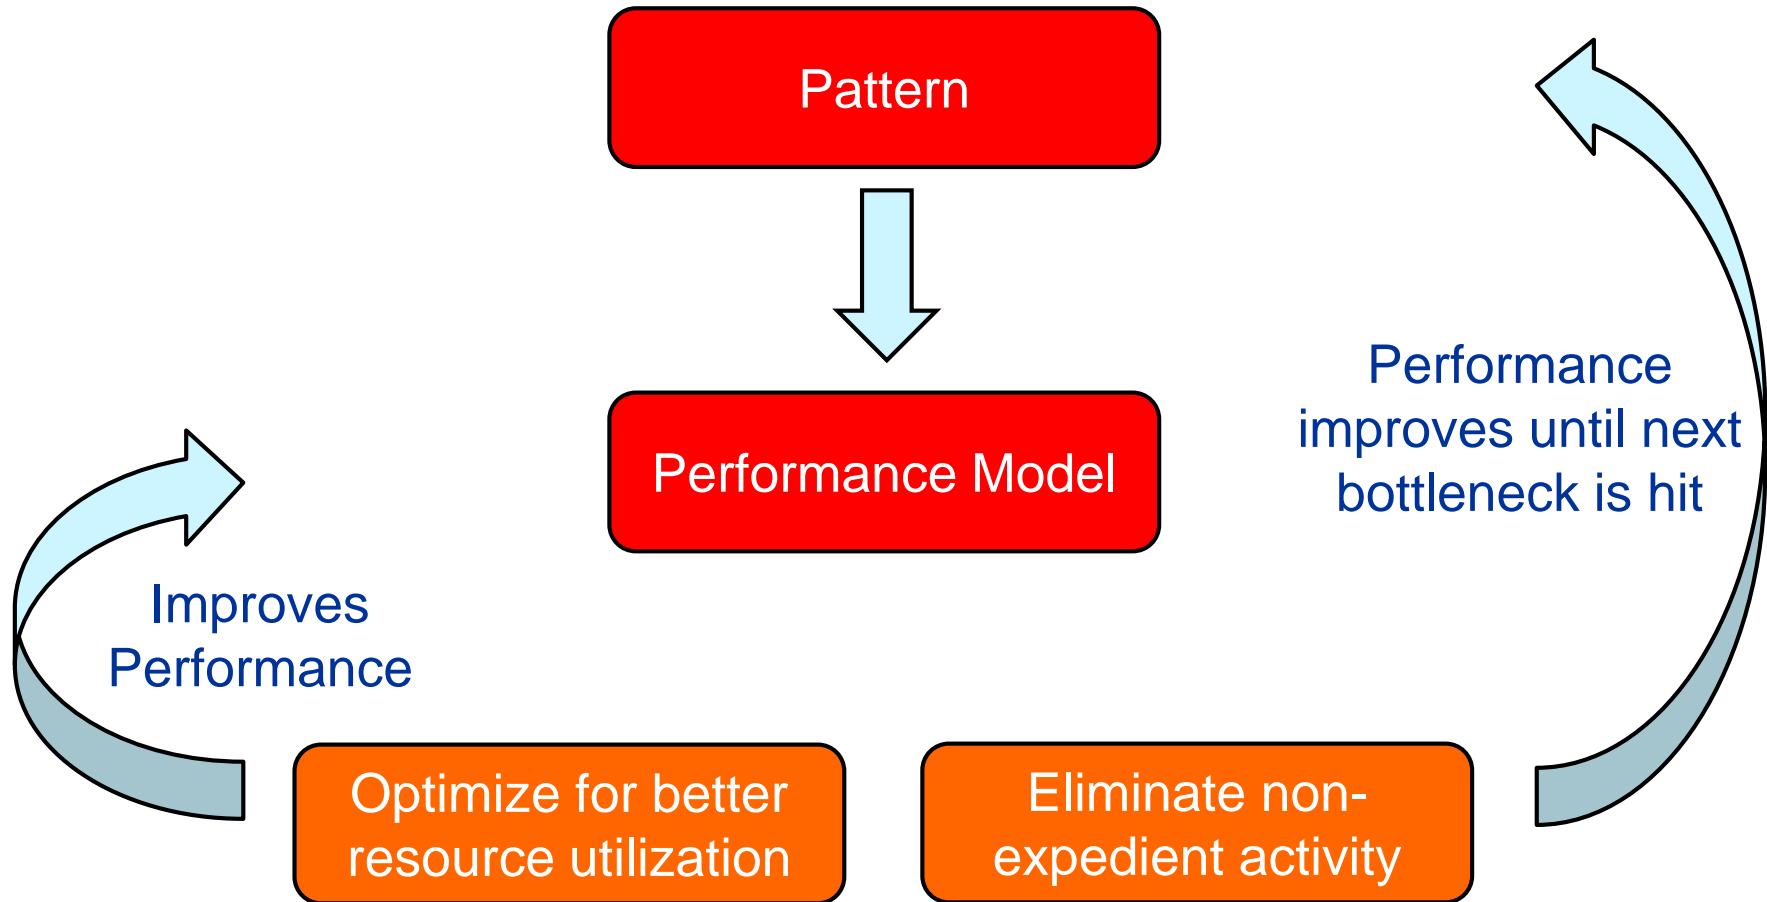 Pattern
Performance
improves until next
bottleneck is hit
Performance Model
Improves
Performance
Optimize for better
resource utilization
Eliminate non-
expedient activity